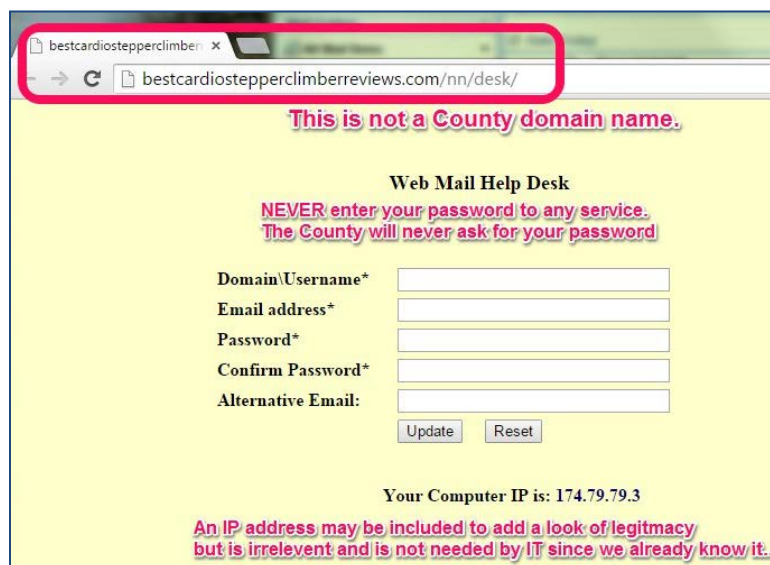 bestcardiostepperclimber
bestcardiostepperclimberreviews.com/nn/desk/
This is not a County domain name.
Web Mail Help Desk
NEVER enter your password to any service.
The County will never ask for your password
Domain\Username*
Email address*
Password*
Confirm Password*
Alternative Email:
Update Reset
Your Computer IP is: 174.79.79.3
An IP address may be included to add a look of legitmacy
but is irrelevent and is not needed by IT since we already know it.